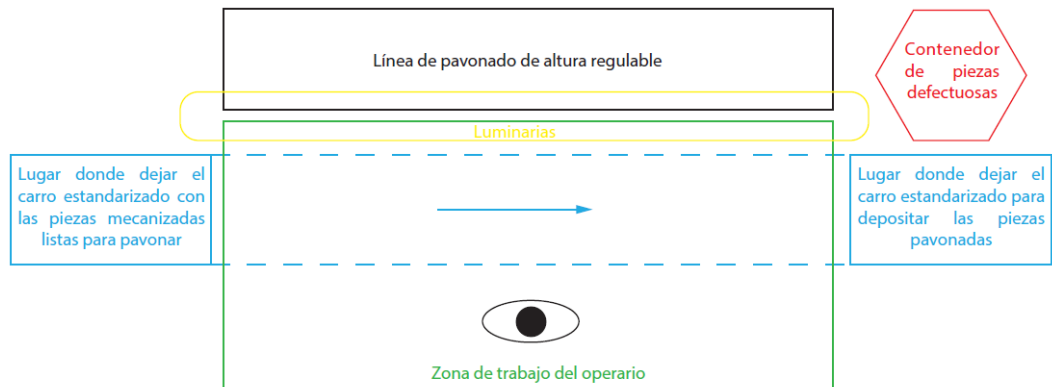 Línea de pavonado de altura regulable
Contenedor
de piezas
defectuosas
Luminarias
Lugar donde dejar el
carro estandarizado con
las piezas mecanizadas
listas para pavonar
Lugar donde dejar el
carro estandarizado para
depositar las piezas
pavonadas
Zona de trabajo del operario